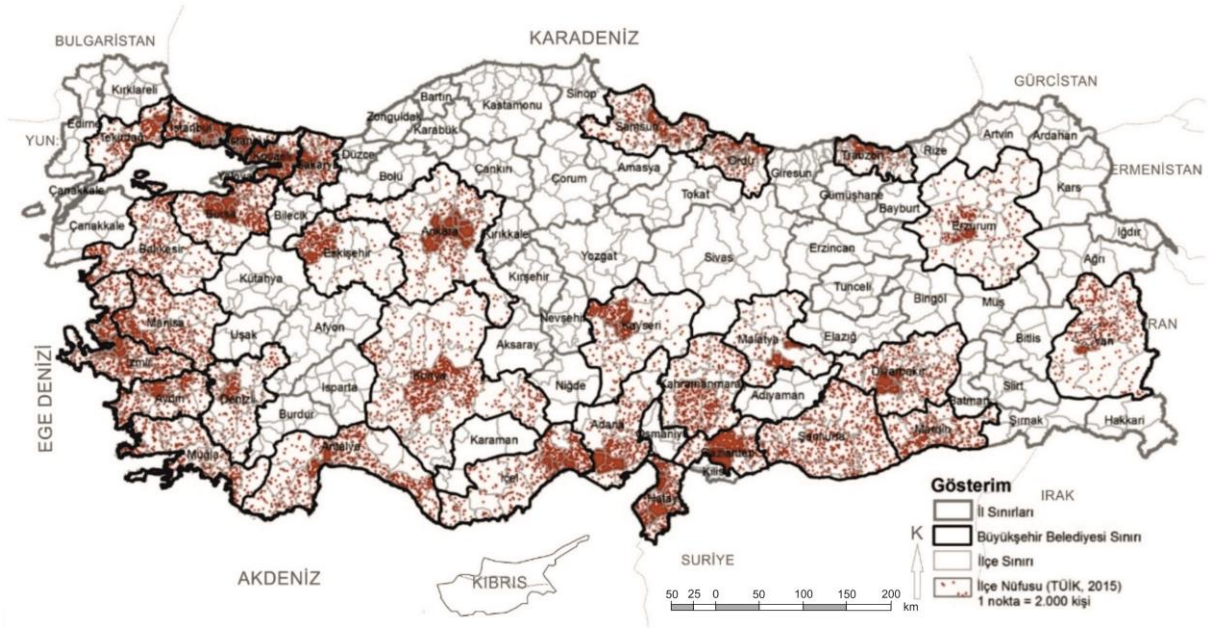 BULGARİSTAN
KARADENİZ
GÜRCİSTAN
Kırklareli
Edirne
Tekirdağ
İstanbul
YUN.
Bartın
Zonguldak
Karabük
Kastamonu
Sinop
Samsun
Ordu
Giresun
Trabzon
Rize
Artvin
Ardahan
ERMENİSTAN
Kars
Iğdır
Ağrı
Düzce
Bolu
Çankırı
Çorum
Amasya
Tokat
Gümüşhane
Bayburt
Erzurum
Çanakkale
Çanakkale
Balıkesir
Bilecik
Eskişehir
Ankara
Kırıkkale
Yozgat
Sivas
Erzincan
Tunceli
Bingöl
Muş
Kütahya
Kırşehir
Nevşehir
Kayseri
Malatya
Elazığ
Bitlis
Van
RAN
EGE DENİZİ
Manisa
İzmir
Uşak
Afyon
Aksaray
Konya
Niğde
Kahramanmara
Adıyaman
Diyarbakır
Batman
Siirt
Şırnak
Hakkari
Aydın
Denizli
Isparta
Burdur
Muğla
Antalya
Karaman
İçel
Adana
Osmaniye
Gaziantep
Kilis
Hatay
Şanlıurfa
Mardin
AKDENİZ
KIBRIS
SURİYE
IRAK
Gösterim
İl Sınırları
Büyükşehir Belediyesi Sınırı
İlçe Sınırı
İlçe Nüfusu (TÜİK, 2015)
1 nokta = 2.000 kişi
K
50 25 0 50 100 150 200
km